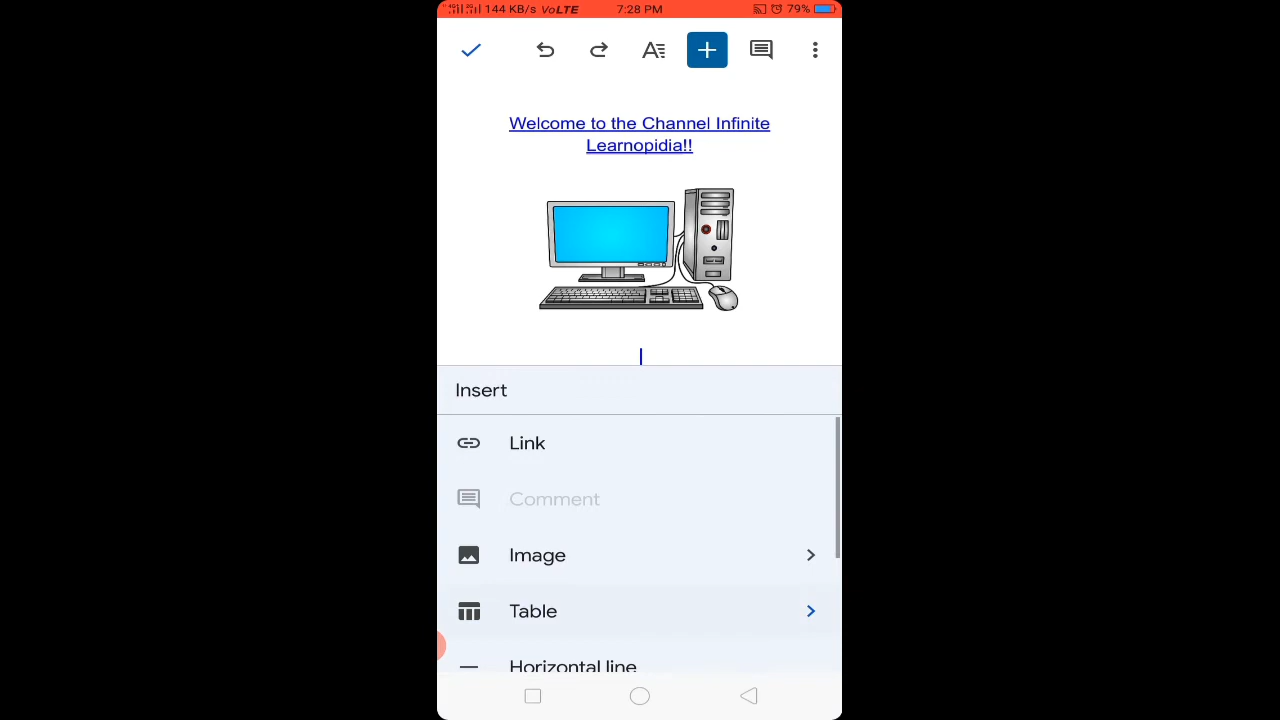 144 KB/s VoLTE 7:28 PM 79%
Welcome to the Channel Infinite
Learnopidia!!
Insert
Link
Comment
Image
Table
Horizontal line